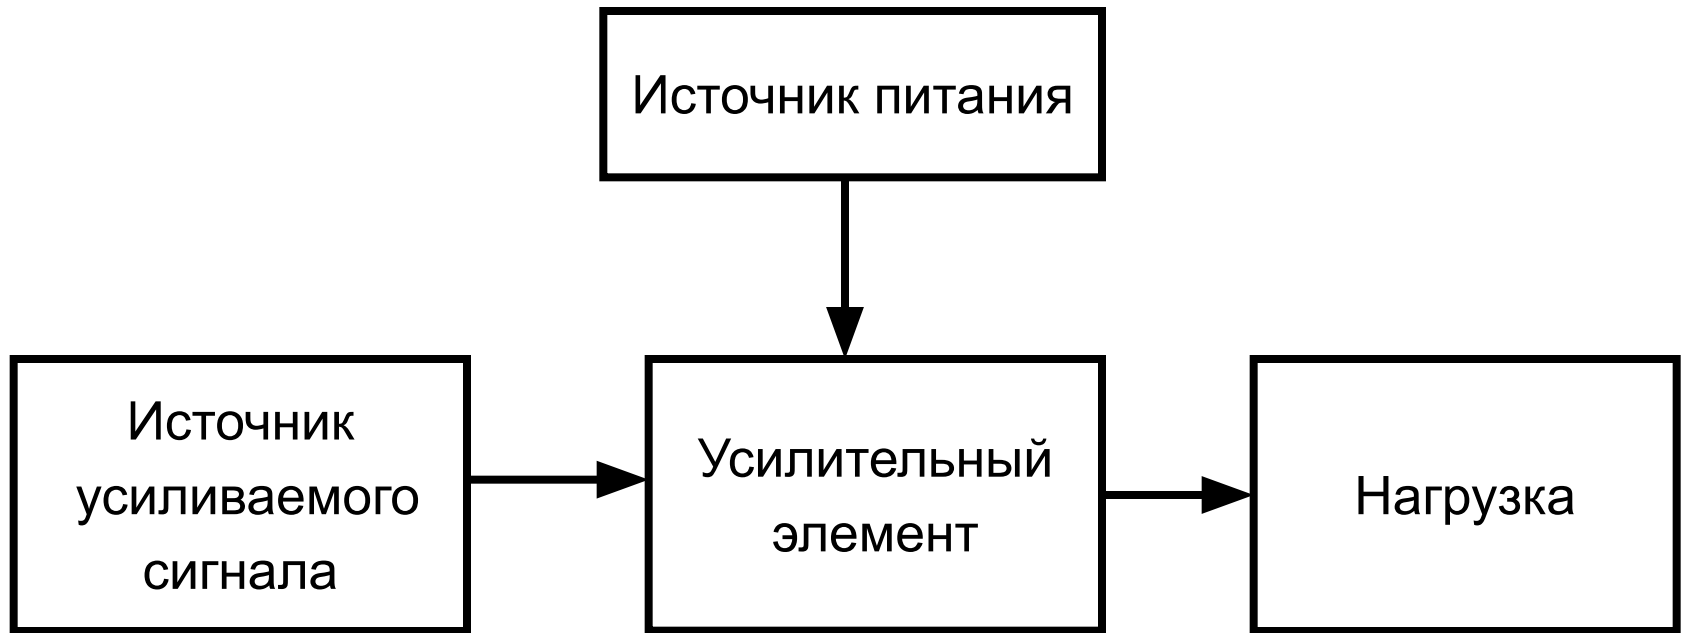 Источник питания
Источник
усиливаемого
сигнала
Усилительный
элемент
Нагрузка